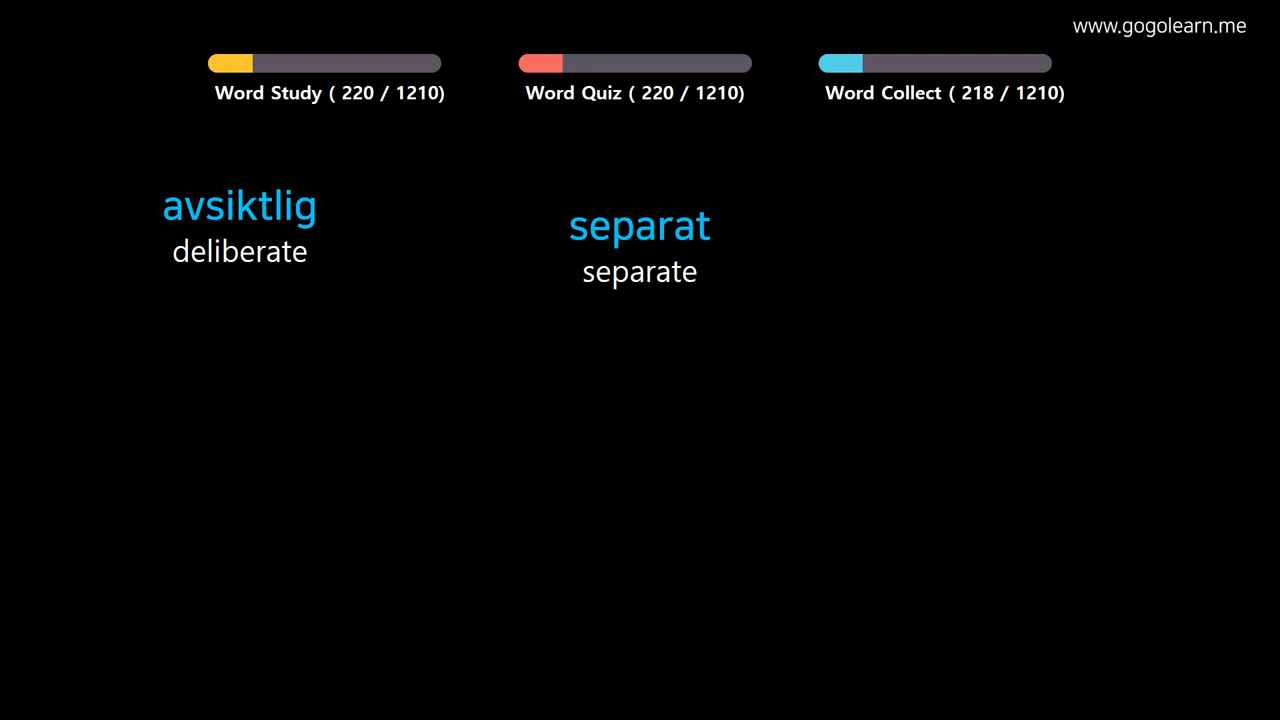 www.gogolearn.me
Word Study ( 220 / 1210)
Word Quiz ( 220 / 1210)
Word Collect ( 218 / 1210)
avsiktlig
deliberate
separat
separate